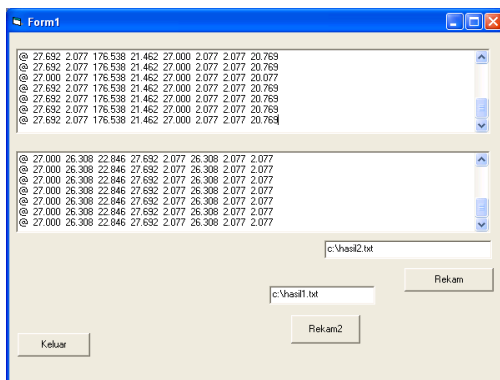 Form1
@ 27.692 2.077 176.538 21.462 27.000 2.077 2.077 20.769
@ 27.692 2.077 176.538 21.462 27.000 2.077 2.077 20.769
@ 27.000 2.077 176.538 21.462 27.000 2.077 2.077 20.077
@ 27.692 2.077 176.538 21.462 27.000 2.077 2.077 20.769
@ 27.692 2.077 176.538 21.462 27.000 2.077 2.077 20.769
@ 27.692 2.077 176.538 21.462 27.000 2.077 2.077 20.769
@ 27.692 2.077 176.538 21.462 27.000 2.077 2.077 20.769
@ 27.000 26.308 22.846 27.692 2.077 26.308 2.077 2.077
@ 27.000 26.308 22.846 27.692 2.077 26.308 2.077 2.077
@ 27.000 26.308 22.846 27.692 2.077 26.308 2.077 2.077
@ 27.000 26.308 22.846 27.692 2.077 26.308 2.077 2.077
@ 27.000 26.308 22.846 27.692 2.077 26.308 2.077 2.077
@ 27.000 26.308 22.846 27.692 2.077 26.308 2.077 2.077
@ 27.000 26.308 22.846 27.692 2.077 26.308 2.077 2.077
c:\hasil2.txt
Rekam
c:\hasil1.txt
Rekam2
Keluar